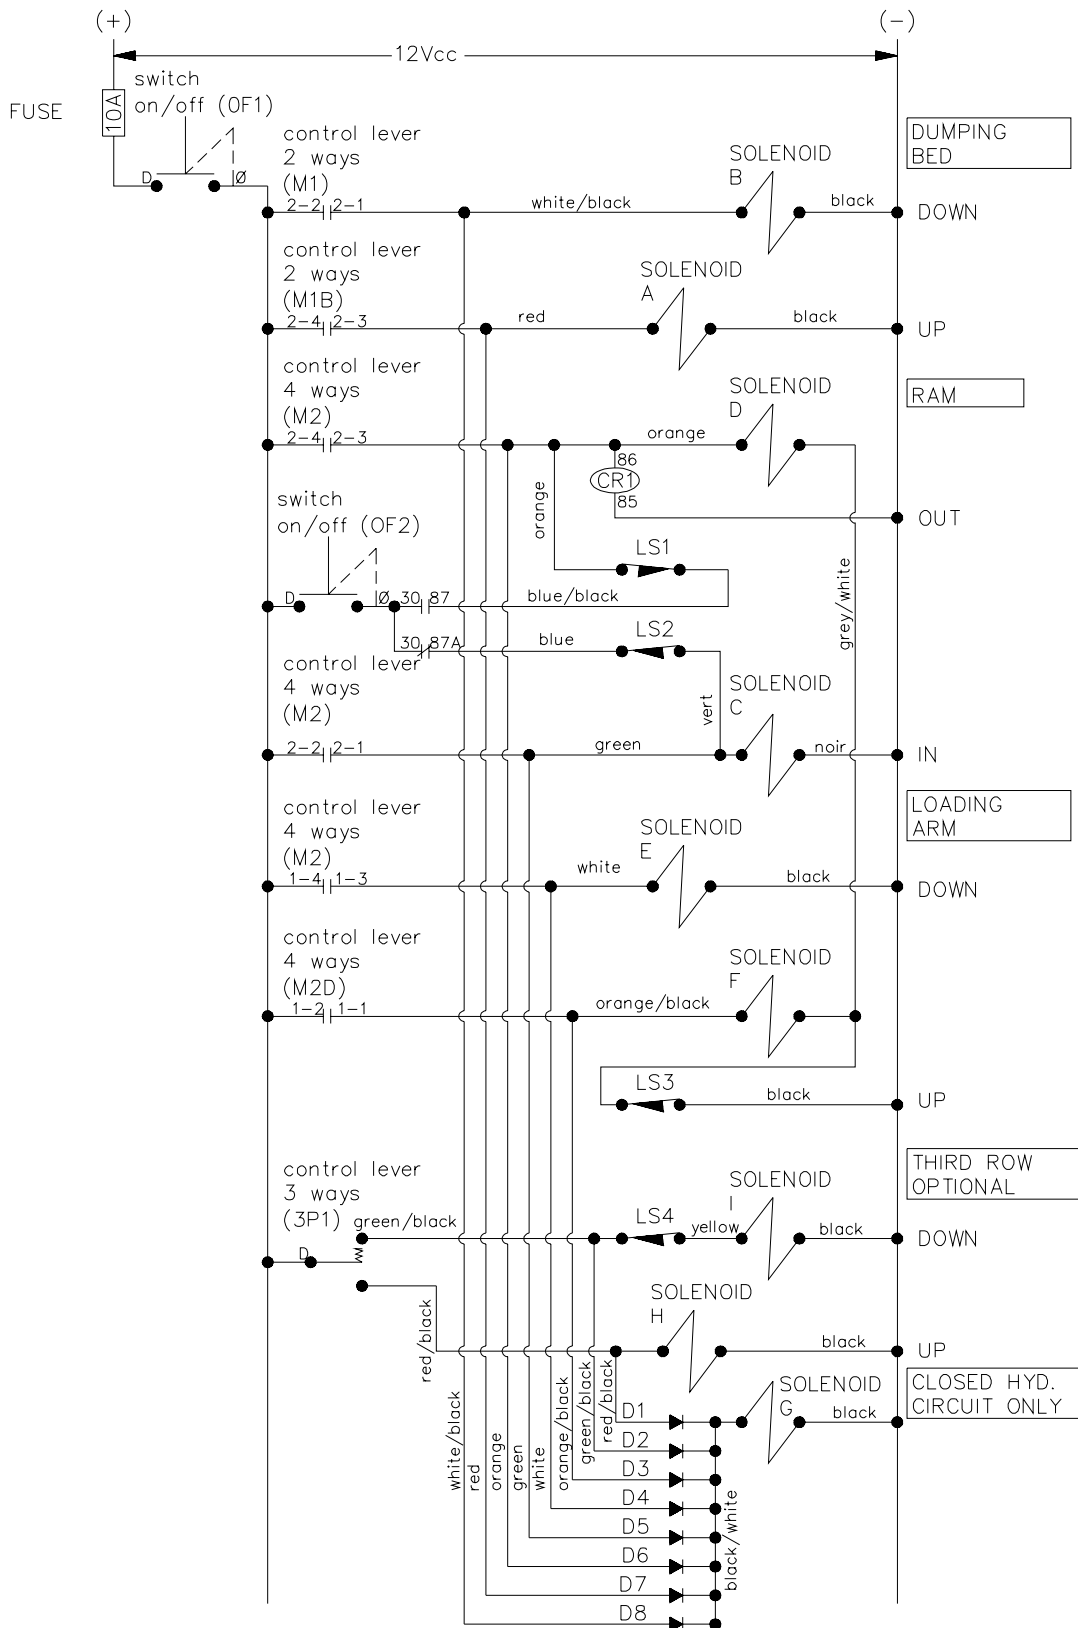 (+)
(-)
12Vcc
switch
on/off (OF1)
FUSE
10A
D
Ø
control lever
2 ways
(M1)
2-2
2-1
white/black
SOLENOID
B
black
DUMPING
BED
DOWN
control lever
2 ways
(M1B)
2-4
2-3
red
SOLENOID
A
black
UP
control lever
4 ways
(M2)
2-4
2-3
orange
SOLENOID
D
RAM
86
CR1
85
OUT
orange
switch
on/off (OF2)
LS1
D
Ø
30
87
blue/black
grey/white
30
87A
blue
LS2
control lever
4 ways
(M2)
vert
SOLENOID
C
2-2
2-1
green
noir
IN
LOADING
ARM
control lever
4 ways
(M2)
1-4
1-3
white
SOLENOID
E
black
DOWN
control lever
4 ways
(M2D)
1-2
1-1
orange/black
SOLENOID
F
LS3
black
UP
THIRD ROW
OPTIONAL
control lever
3 ways
(3P1)
green/black
D
LS4
yellow
SOLENOID
I
black
DOWN
red/black
SOLENOID
H
black
UP
CLOSED HYD.
CIRCUIT ONLY
SOLENOID
G
black
white/black
red
orange
green
white
orange/black
green/black
red/black
D1
D2
D3
D4
D5
D6
D7
D8
black/white